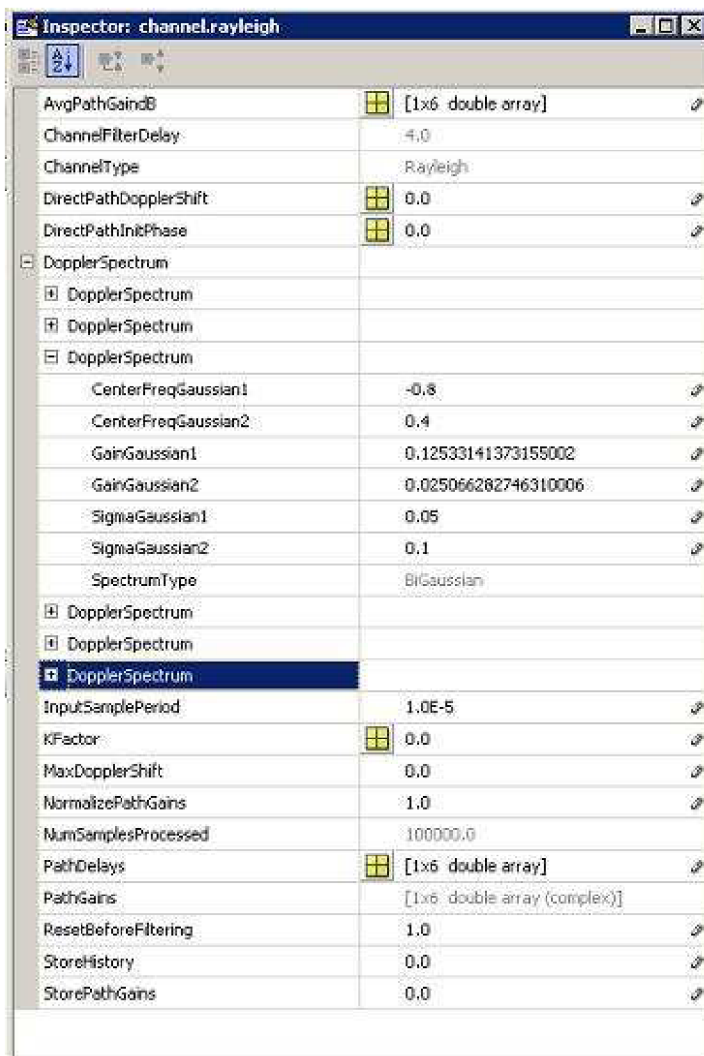 Inspector: channel.rayleigh
AvgPathGaindB [1x6 double array]
ChannelFilterDelay 4.0
ChannelType Rayleigh
DirectPathDopplerShift 0.0
DirectPathInitPhase 0.0
DopplerSpectrum
DopplerSpectrum
DopplerSpectrum
DopplerSpectrum
CenterFreqGaussian1 -0.8
CenterFreqGaussian2 0.4
GainGaussian1 0.12533141373155002
GainGaussian2 0.025066282746310006
SigmaGaussian1 0.05
SigmaGaussian2 0.1
SpectrumType BiGaussian
DopplerSpectrum
DopplerSpectrum
DopplerSpectrum
InputSamplePeriod 1.0E-5
KFactor 0.0
MaxDopplerShift 0.0
NormalizePathGains 1.0
NumSamplesProcessed 100000.0
PathDelays [1x6 double array]
PathGains [1x6 double array (complex)]
ResetBeforeFiltering 1.0
StoreHistory 0.0
StorePathGains 0.0